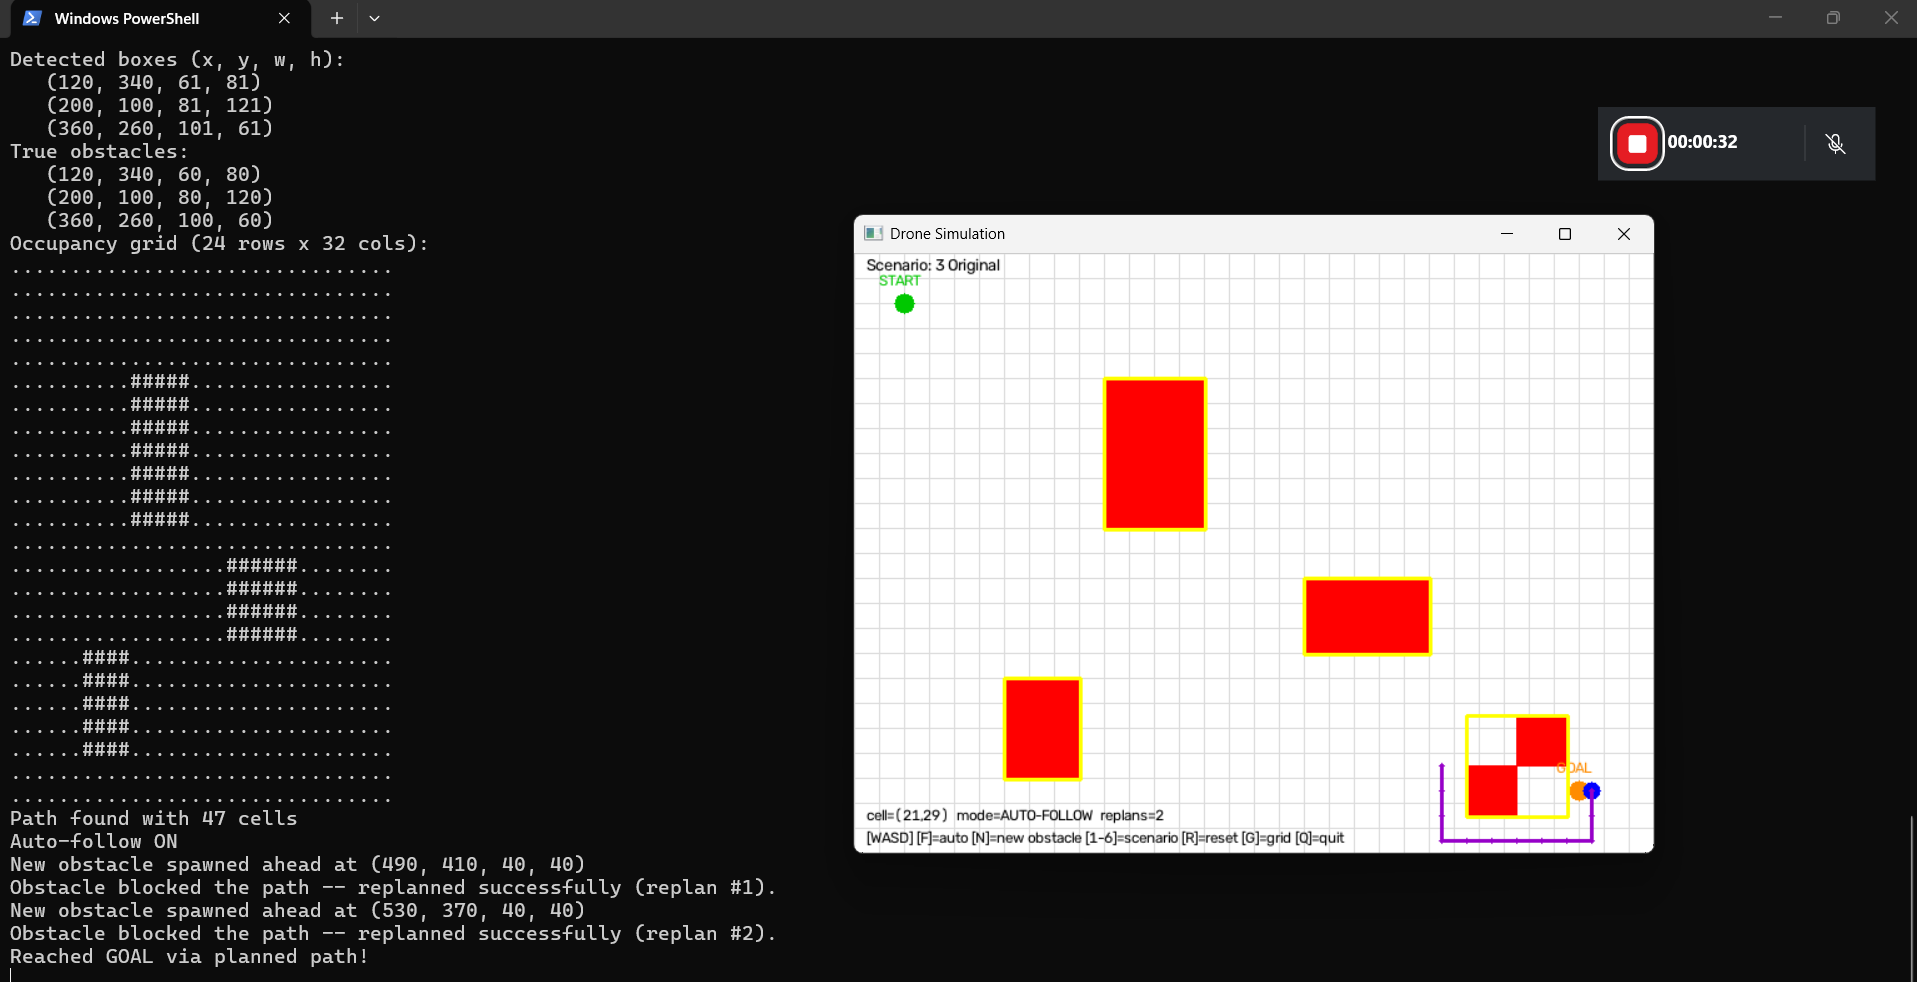 Windows PowerShell
Detected boxes (x, y, w, h):
(120, 340, 61, 81)
(200, 100, 81, 121)
(360, 260, 101, 61)
True obstacles:
(120, 340, 60, 80)
(200, 100, 80, 120)
(360, 260, 100, 60)
Occupancy grid (24 rows x 32 cols):
................................
................................
................................
................................
................................
..........#####.................
..........#####.................
..........#####.................
..........#####.................
..........#####.................
..........#####.................
..........#####.................
................................
..................######........
..................######........
..................######........
..................######........
......####......................
......####......................
......####......................
......####......................
......####......................
................................
................................
Path found with 47 cells
Auto-follow ON
New obstacle spawned ahead at (490, 410, 40, 40)
Obstacle blocked the path -- replanned successfully (replan #1).
New obstacle spawned ahead at (530, 370, 40, 40)
Obstacle blocked the path -- replanned successfully (replan #2).
Reached GOAL via planned path!
00:00:32
Drone Simulation
Scenario: 3 Original
START
GOAL
cell=(21,29) mode=AUTO-FOLLOW replans=2
[WASD] [F]=auto [N]=new obstacle [1-6]=scenario [R]=reset [G]=grid [Q]=quit